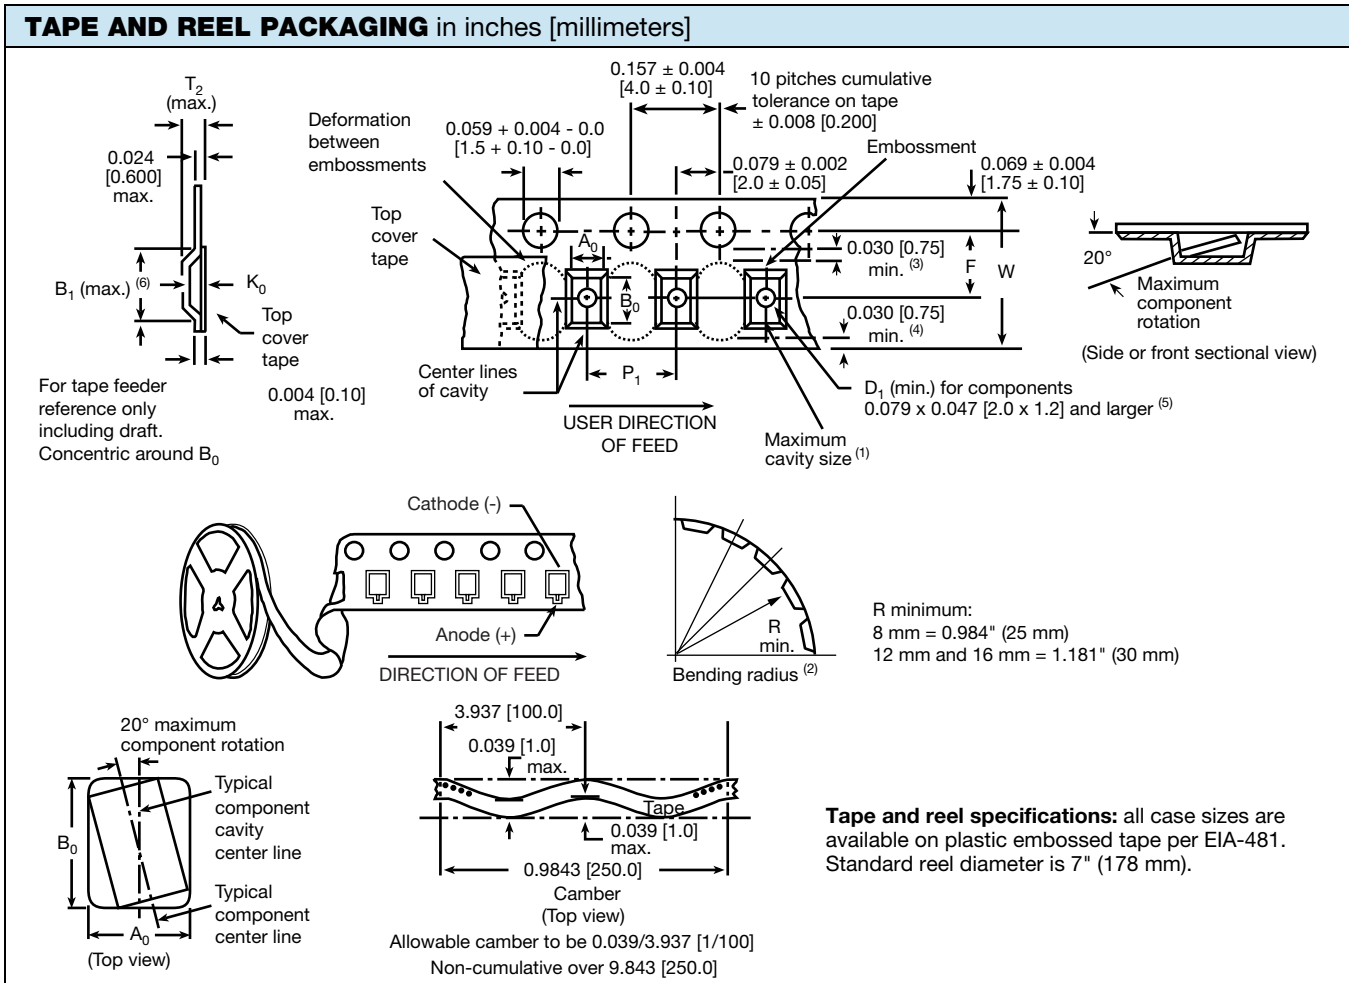 TAPE AND REEL PACKAGING in inches [millimeters]
T2
(max.)
0.024
[0.600]
max.
B1 (max.) (6)
K0
Top
cover
tape
For tape feeder
reference only
including draft.
Concentric around B0
0.004 [0.10]
max.
Deformation
between
embossments
Top
cover
tape
0.059 + 0.004 - 0.0
[1.5 + 0.10 - 0.0]
0.157 ± 0.004
[4.0 ± 0.10]
10 pitches cumulative
tolerance on tape
± 0.008 [0.200]
0.079 ± 0.002
[2.0 ± 0.05]
Embossment
0.069 ± 0.004
[1.75 ± 0.10]
A0
B0
0.030 [0.75]
min. (3)
F
W
0.030 [0.75]
min. (4)
Center lines
of cavity
P1
USER DIRECTION
OF FEED
D1 (min.) for components
0.079 x 0.047 [2.0 x 1.2] and larger (5)
Maximum
cavity size (1)
20°
Maximum
component
rotation
(Side or front sectional view)
Cathode (-)
Anode (+)
DIRECTION OF FEED
R
min.
Bending radius (2)
R minimum:
8 mm = 0.984" (25 mm)
12 mm and 16 mm = 1.181" (30 mm)
20° maximum
component rotation
Typical
component
cavity
center line
B0
Typical
component
center line
A0
(Top view)
3.937 [100.0]
0.039 [1.0]
max.
Tape
0.039 [1.0]
max.
0.9843 [250.0]
Camber
(Top view)
Allowable camber to be 0.039/3.937 [1/100]
Non-cumulative over 9.843 [250.0]
Tape and reel specifications: all case sizes are
available on plastic embossed tape per EIA-481.
Standard reel diameter is 7" (178 mm).